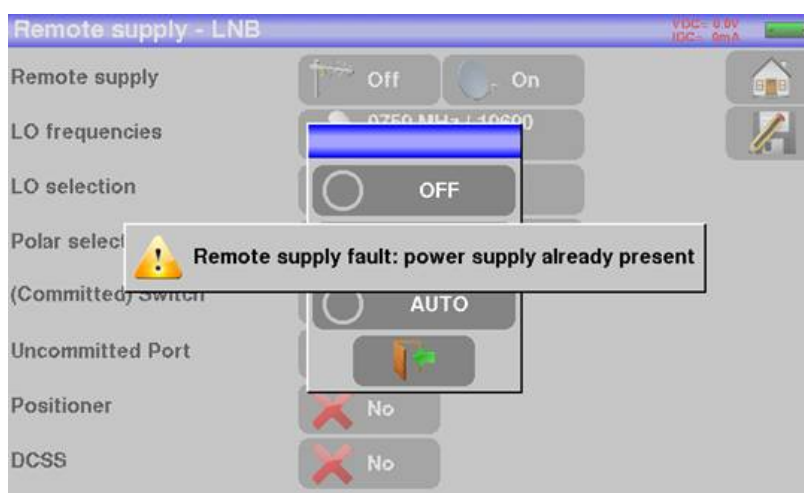 Remote supply - LNB
VDC= 0.0V
IDC= 0mA
Remote supply
Off
On
LO frequencies
LO selection
OFF
Polar select
Remote supply fault: power supply already present
(Committed) Switch
AUTO
Uncommitted Port
Positioner
No
DCSS
No